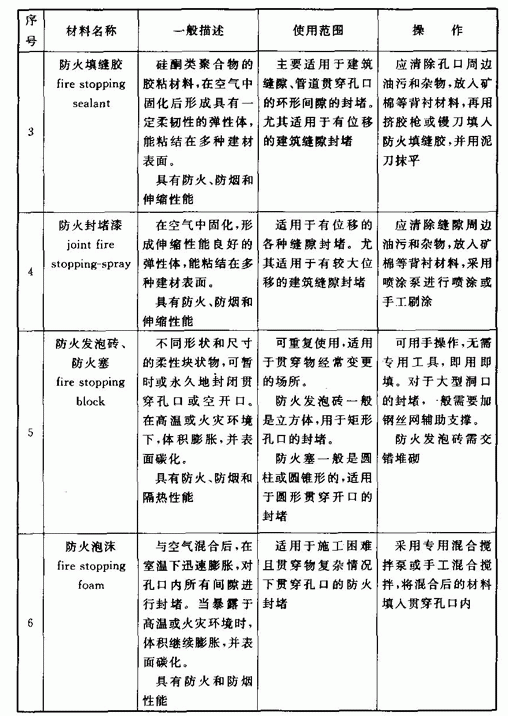 序号
材料名称
一般描述
使用范围
操 作
3
防火填缝胶
fire stopping
sealant
硅酮类聚合物的
胶粘材料,在空气中
固化后形成具有一
定柔韧性的弹性体,
能粘结在多种建材
表面。
具有防火、防烟和
伸缩性能
主要适用于建筑
缝隙、管道贯穿孔口
的环形间隙的封堵。
尤其适用于有位移
的建筑缝隙封堵
应清除孔口周边
油污和杂物,放入矿
棉等背衬材料,再用
挤胶枪或镘刀填入
防火填缝胶,并用泥
刀抹平
4
防火封堵漆
joint fire
stopping-spray
在空气中固化,形
成伸缩性能良好的
弹性体,能粘结在多
种建材表面。
具有防火、防烟和
伸缩性能
适用于有位移的
各种缝隙封堵。尤
其适用于有较大位
移的建筑缝隙封堵
应清除缝隙周边
油污和杂物,放入矿
棉等背衬材料,采用
喷涂泵进行喷涂或
手工刷涂
5
防火发泡砖、
防火塞
fire stopping
block
不同形状和尺寸
的柔性块状物,可暂
时或永久地封闭贯
穿孔口或空开口。
在高温或火灾环境
下,体积膨胀,并表
面碳化。
具有防火、防烟和
隔热性能
可重复使用,适用
于贯穿物经常变更
的场所。
防火发泡砖一般
是立方体,用于矩形
孔口的封堵。
防火塞一般是圆
柱或圆锥形的,适用
于圆形贯穿开口的
封堵
可用手操作,无需
专用工具,即用即
填。对于大型洞口
的封堵,一般需要加
钢丝网辅助支撑。
防火发泡砖需交
错堆砌
6
防火泡沫
fire stopping
foam
与空气混合后,在
室温下迅速膨胀,对
孔口内所有间隙进
行封堵。当暴露于
高温或火灾环境时,
体积继续膨胀,并表
面碳化。
具有防火和防烟
性能
适用于施工困难
且贯穿物复杂情况
下贯穿孔口的防火
封堵
采用专用混合搅
拌泵或手工混合搅
拌,将混合后的材料
填入贯穿孔口内